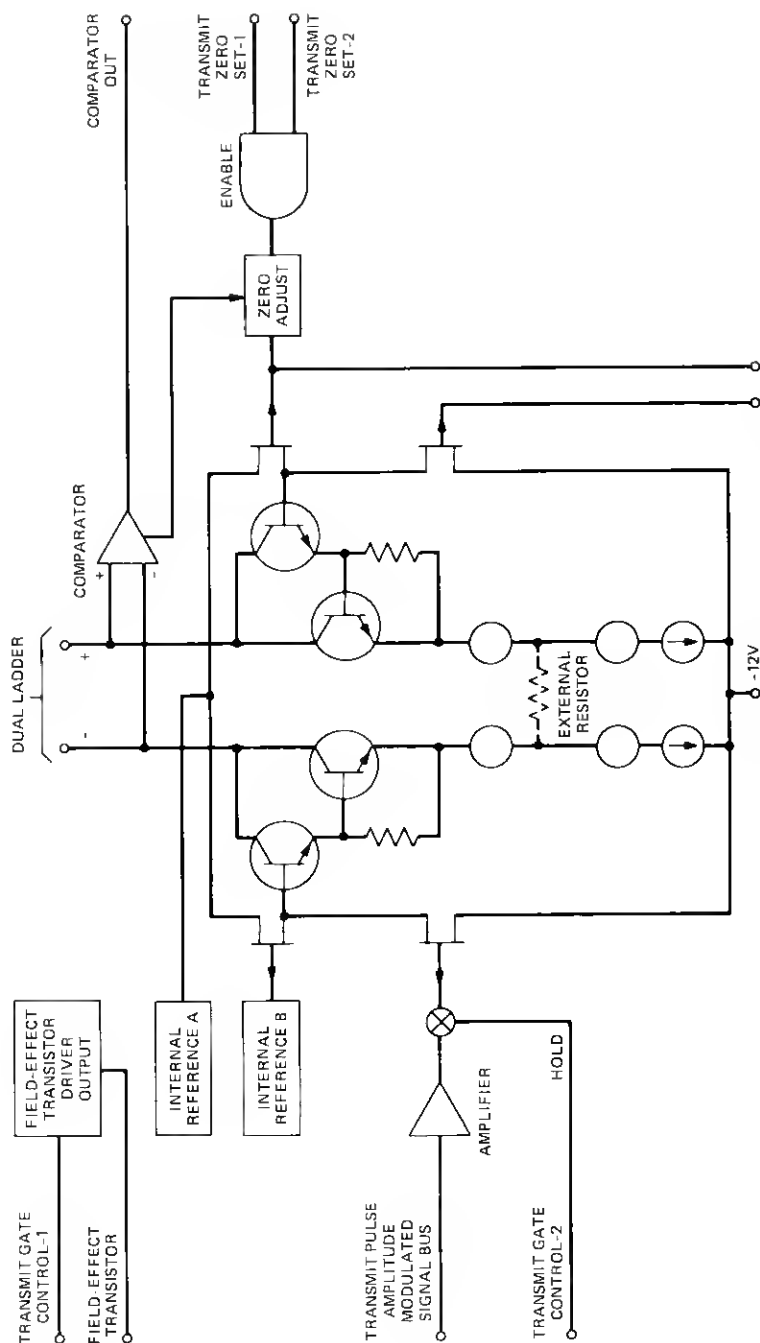 TRANSMIT GATE
CONTROL-1
FIELD-EFFECT
TRANSISTOR
FIELD-EFFECT
TRANSISTOR
DRIVER
OUTPUT
INTERNAL
REFERENCE A
INTERNAL
REFERENCE B
TRANSMIT PULSE
AMPLITUDE
MODULATED
SIGNAL BUS
AMPLIFIER
TRANSMIT GATE
CONTROL-2
HOLD
DUAL LADDER
-
+
COMPARATOR
+
-
COMPARATOR
OUT
EXTERNAL
RESISTOR
-12V
ZERO
ADJUST
ENABLE
TRANSMIT
ZERO
SET-1
TRANSMIT
ZERO
SET-2